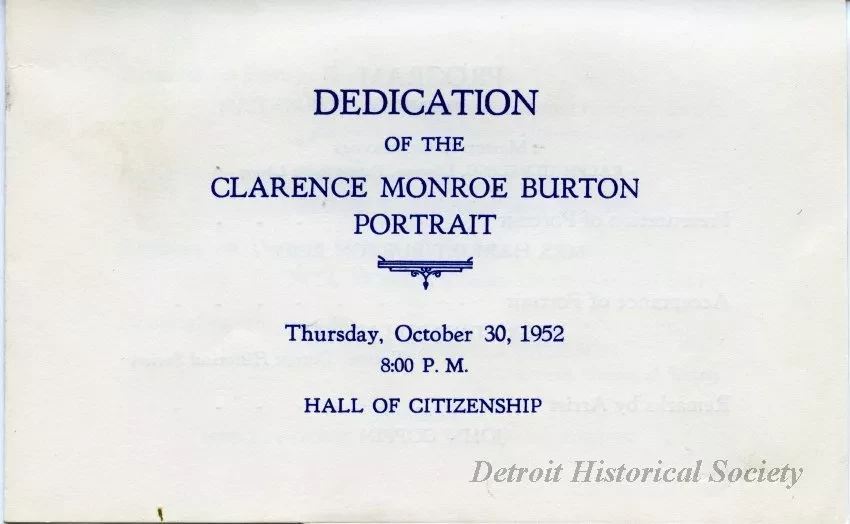 DEDICATION
OF THE
CLARENCE MONROE BURTON
PORTRAIT
Thursday, October 30, 1952
8:00 P. M.
HALL OF CITIZENSHIP
Detroit Historical Society